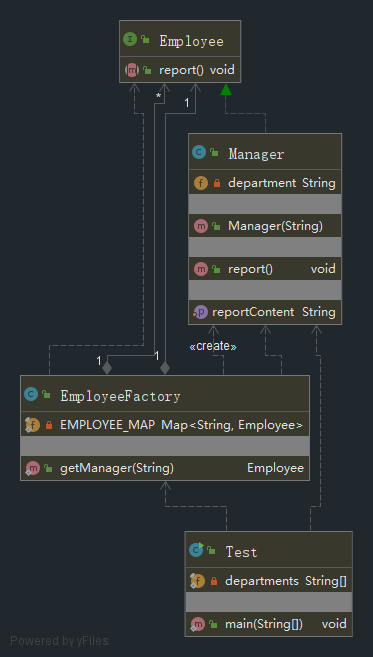 I Employee
m report() void
* 1
C Manager
f department String
m Manager(String)
m report() void
p reportContent String
«create»
1 1
C EmployeeFactory
f EMPLOYEE_MAP Map<String, Employee>
m getManager(String) Employee
C Test
f departments String[]
m main(String[]) void
Powered by yFiles